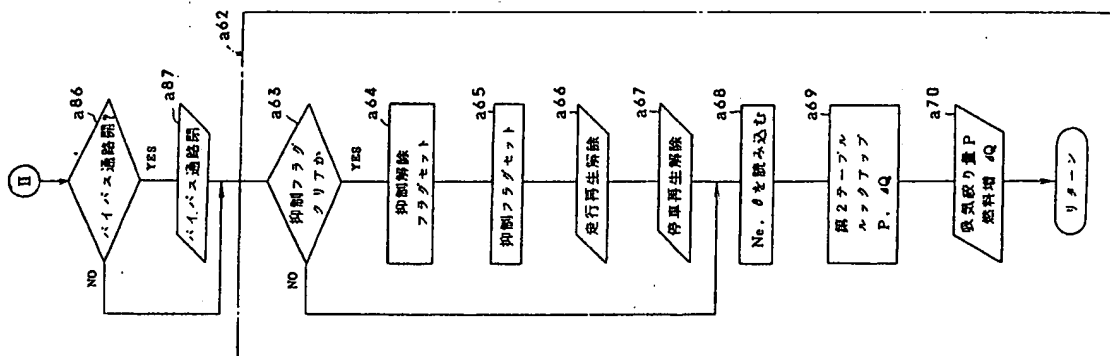 II
a86
バイパス通路開?
YES
NO
a87
バイパス通路閉
a62
a63
抑制フラグ
クリアか
YES
NO
a64
抑制解除
フラグセット
a65
抑制フラグセット
a66
走行再生解除
a67
停車再生解除
a68
Ne, θを読み込む
a69
第2テーブル
ルックアップ
P, ΔQ
a70
吸気絞り量P
燃料増 ΔQ
リターン